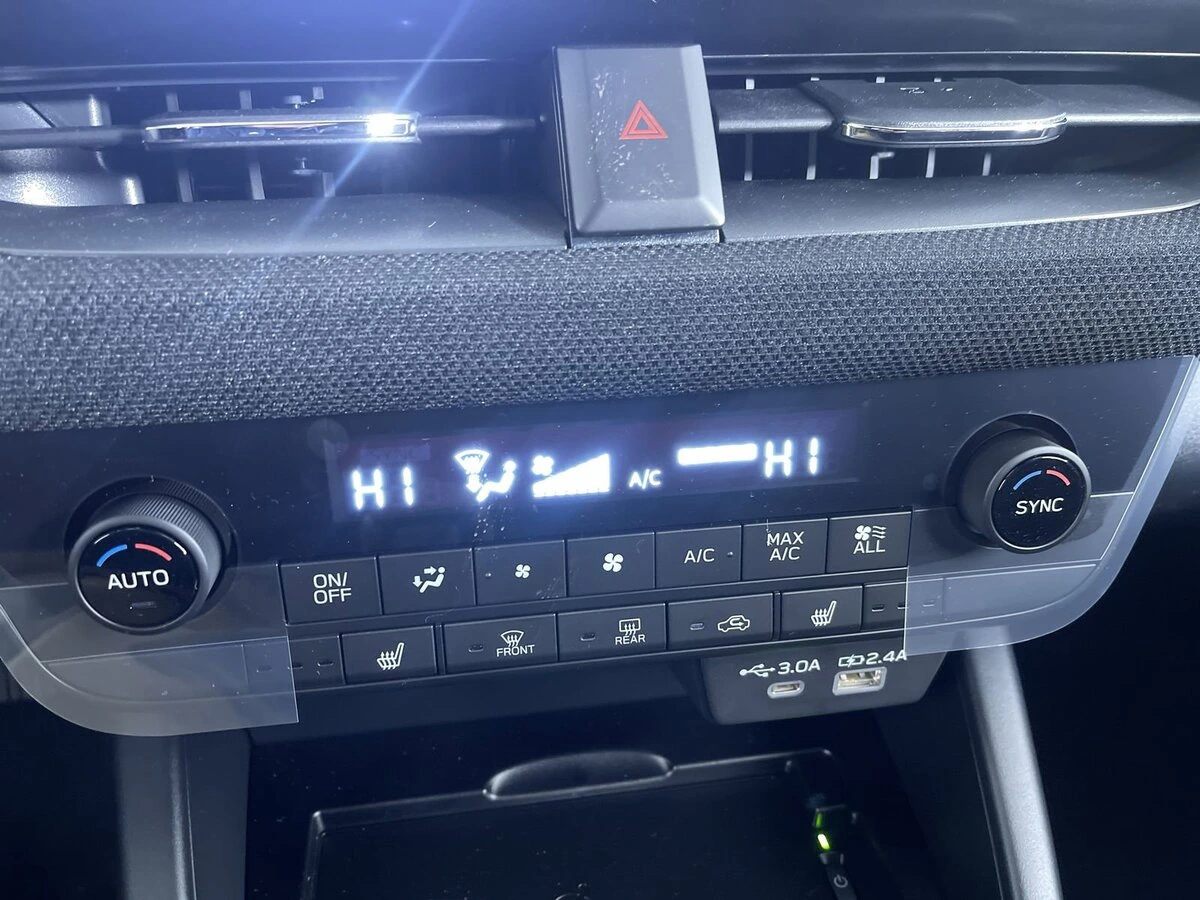 HI A/C HI
AUTO
SYNC
ON/
OFF
A/C
MAX
A/C
ALL
FRONT
REAR
3.0A
2.4A